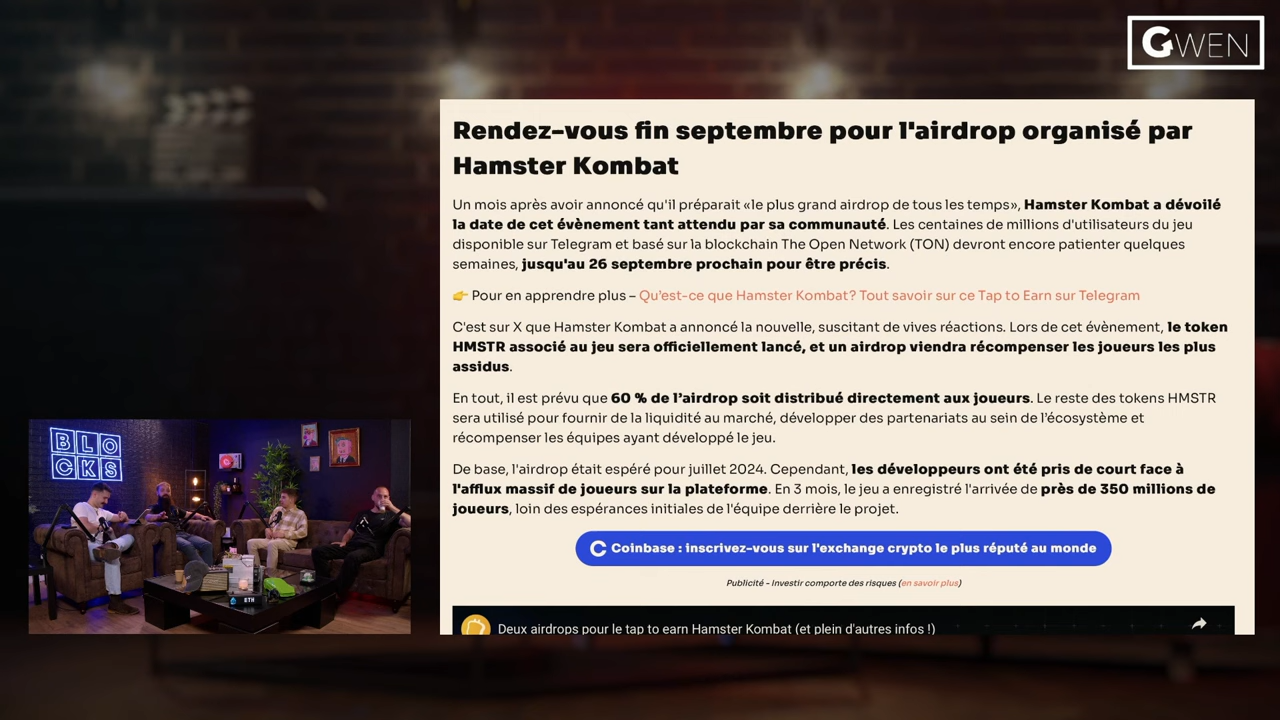 GWEN
Rendez-vous fin septembre pour l'airdrop organisé par
Hamster Kombat
Un mois après avoir annoncé qu'il préparait «le plus grand airdrop de tous les temps», Hamster Kombat a dévoilé
la date de cet évènement tant attendu par sa communauté. Les centaines de millions d'utilisateurs du jeu
disponible sur Telegram et basé sur la blockchain The Open Network (TON) devront encore patienter quelques
semaines, jusqu'au 26 septembre prochain pour être précis.
👉 Pour en apprendre plus – Qu'est-ce que Hamster Kombat? Tout savoir sur ce Tap to Earn sur Telegram
C'est sur X que Hamster Kombat a annoncé la nouvelle, suscitant de vives réactions. Lors de cet évènement, le token
HMSTR associé au jeu sera officiellement lancé, et un airdrop viendra récompenser les joueurs les plus
assidus.
En tout, il est prévu que 60 % de l’airdrop soit distribué directement aux joueurs. Le reste des tokens HMSTR
sera utilisé pour fournir de la liquidité au marché, développer des partenariats au sein de l’écosystème et
récompenser les équipes ayant développé le jeu.
De base, l'airdrop était espéré pour juillet 2024. Cependant, les développeurs ont été pris de court face à
l'afflux massif de joueurs sur la plateforme. En 3 mois, le jeu a enregistré l'arrivée de près de 350 millions de
joueurs, loin des espérances initiales de l'équipe derrière le projet.
Coinbase : inscrivez-vous sur l'exchange crypto le plus réputé au monde
Publicité - Investir comporte des risques (en savoir plus)
Deux airdrops pour le tap to earn Hamster Kombat (et plein d'autres infos !)
BLO
CKS
ETH